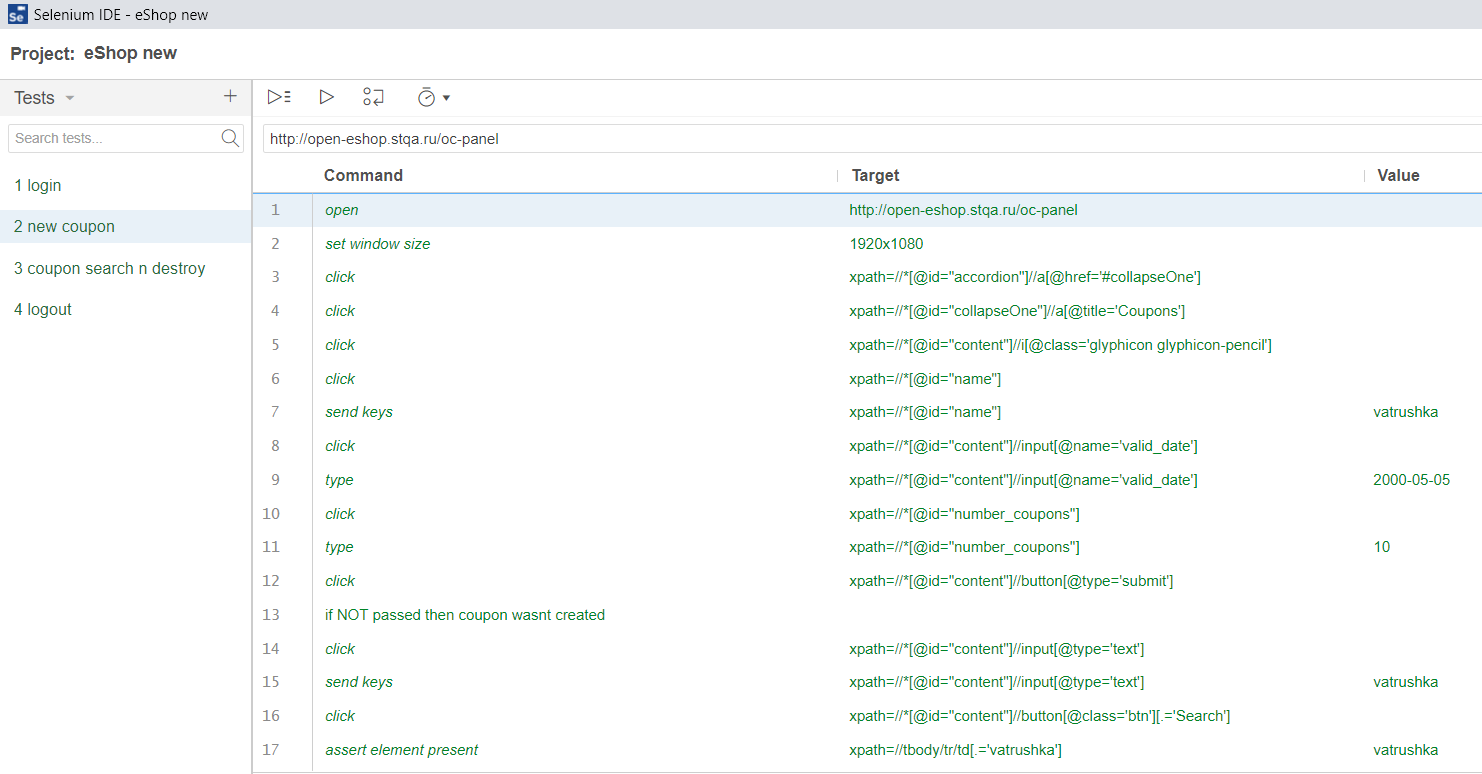 Se Selenium IDE - eShop new
Project: eShop new
Tests
Search tests...
1 login
2 new coupon
3 coupon search n destroy
4 logout
http://open-eshop.stqa.ru/oc-panel
Command Target Value
1 open http://open-eshop.stqa.ru/oc-panel
2 set window size 1920x1080
3 click xpath=//*[@id="accordion"]//a[@href='#collapseOne']
4 click xpath=//*[@id="collapseOne"]//a[@title='Coupons']
5 click xpath=//*[@id="content"]//i[@class='glyphicon glyphicon-pencil']
6 click xpath=//*[@id="name"]
7 send keys xpath=//*[@id="name"] vatrushka
8 click xpath=//*[@id="content"]//input[@name='valid_date']
9 type xpath=//*[@id="content"]//input[@name='valid_date'] 2000-05-05
10 click xpath=//*[@id="number_coupons"]
11 type xpath=//*[@id="number_coupons"] 10
12 click xpath=//*[@id="content"]//button[@type='submit']
13 if NOT passed then coupon wasnt created
14 click xpath=//*[@id="content"]//input[@type='text']
15 send keys xpath=//*[@id="content"]//input[@type='text'] vatrushka
16 click xpath=//*[@id="content"]//button[@class='btn'][.='Search']
17 assert element present xpath=//tbody/tr/td[.='vatrushka'] vatrushka